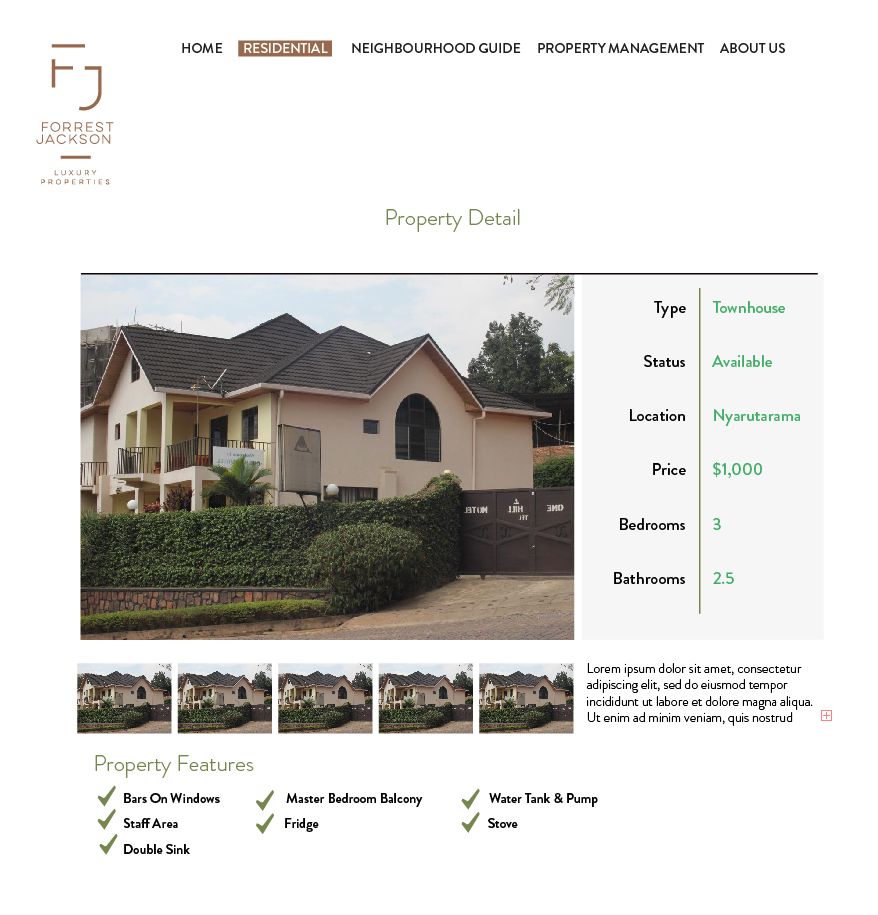 HOME RESIDENTIAL NEIGHBOURHOOD GUIDE PROPERTY MANAGEMENT ABOUT US
FJ
FORREST
JACKSON
LUXURY
PROPERTIES
Property Detail
Type Townhouse
Status Available
Location Nyarutarama
Price $1,000
Bedrooms 3
Bathrooms 2.5
MOTEL HILL ONE
Lorem ipsum dolor sit amet, consectetur
adipiscing elit, sed do eiusmod tempor
incididunt ut labore et dolore magna aliqua.
Ut enim ad minim veniam, quis nostrud
Property Features
Bars On Windows Master Bedroom Balcony Water Tank & Pump
Staff Area Fridge Stove
Double Sink